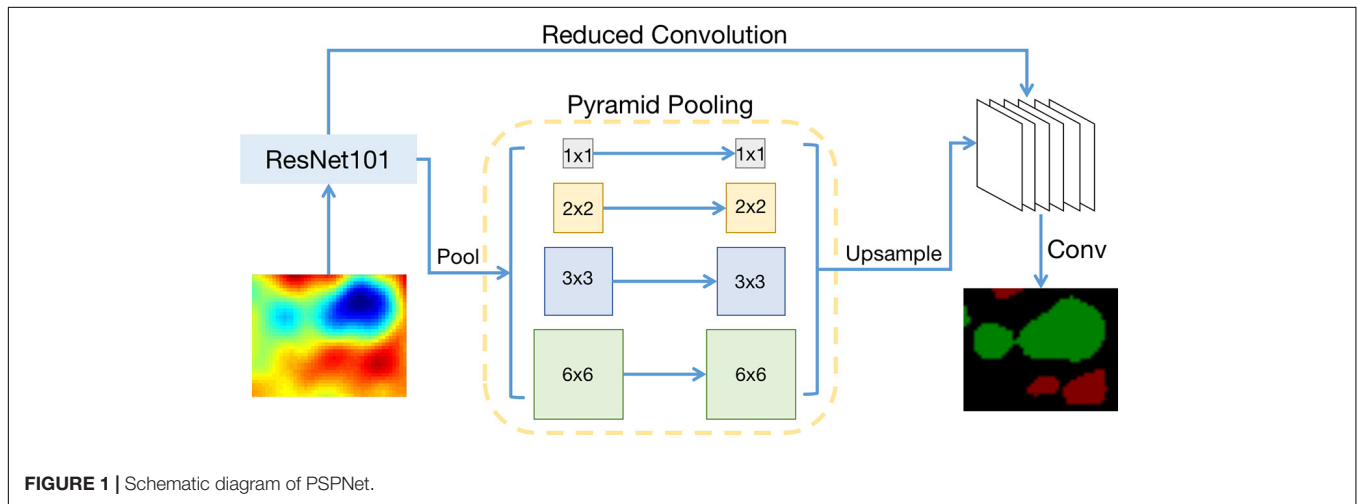 Reduced Convolution
Pyramid Pooling
ResNet101
1x1
1x1
2x2
2x2
Pool
Upsample
Conv
3x3
3x3
6x6
6x6
FIGURE 1 | Schematic diagram of PSPNet.